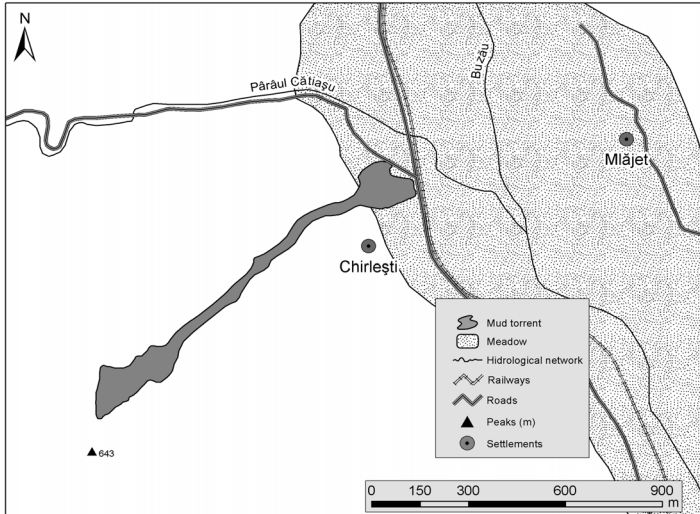 N
Pârâul Cătiaşu
Buzău
Mlăjet
Chirleşti
Mud torrent
Meadow
Hidrological network
Railways
Roads
Peaks (m)
Settlements
643
0 150 300 600 900
m